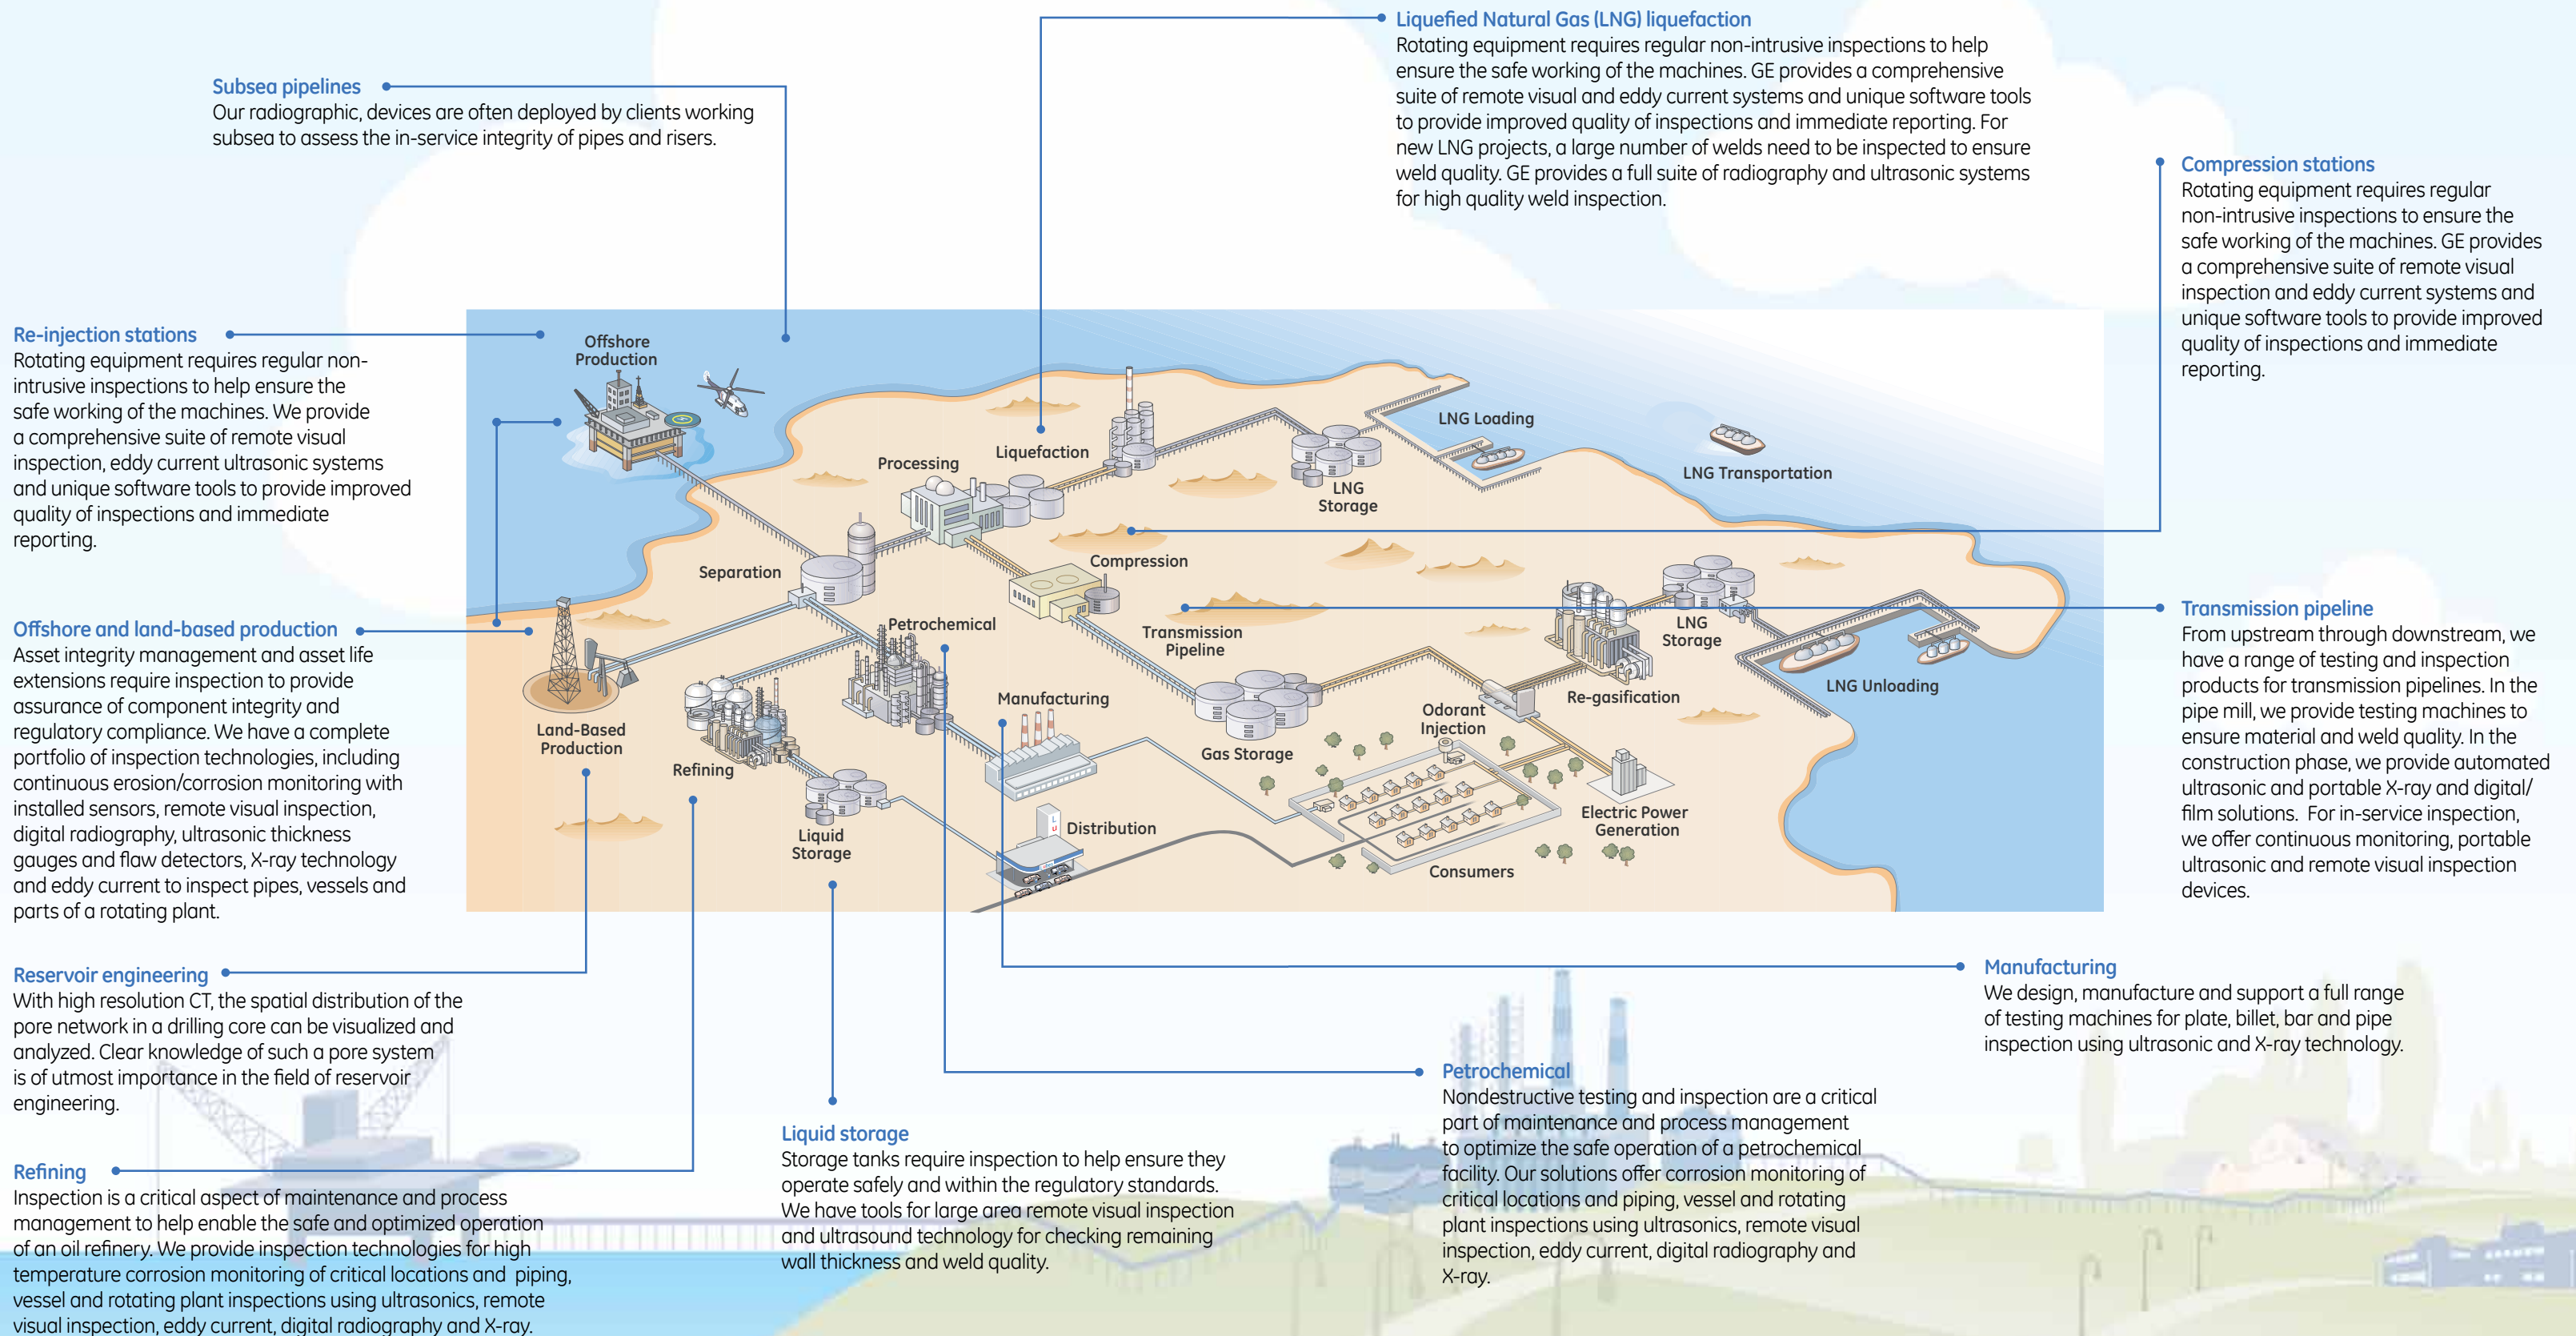 Liquefied Natural Gas (LNG) liquefaction
Rotating equipment requires regular non-intrusive inspections to help
ensure the safe working of the machines. GE provides a comprehensive
suite of remote visual and eddy current systems and unique software tools
to provide improved quality of inspections and immediate reporting. For
new LNG projects, a large number of welds need to be inspected to ensure
weld quality. GE provides a full suite of radiography and ultrasonic systems
for high quality weld inspection.
Subsea pipelines
Our radiographic, devices are often deployed by clients working
subsea to assess the in-service integrity of pipes and risers.
Compression stations
Rotating equipment requires regular
non-intrusive inspections to ensure the
safe working of the machines. GE provides
a comprehensive suite of remote visual
inspection and eddy current systems and
unique software tools to provide improved
quality of inspections and immediate
reporting.
Re-injection stations
Rotating equipment requires regular non-
intrusive inspections to help ensure the
safe working of the machines. We provide
a comprehensive suite of remote visual
inspection, eddy current ultrasonic systems
and unique software tools to provide improved
quality of inspections and immediate
reporting.
Offshore
Production
LNG Loading
LNG Transportation
Liquefaction
Processing
LNG
Storage
Compression
Separation
Petrochemical
Transmission
Pipeline
LNG
Storage
LNG Unloading
Re-gasification
Manufacturing
Odorant
Injection
Land-Based
Production
Gas Storage
Refining
Electric Power
Generation
Distribution
Liquid
Storage
Consumers
Offshore and land-based production
Asset integrity management and asset life
extensions require inspection to provide
assurance of component integrity and
regulatory compliance. We have a complete
portfolio of inspection technologies, including
continuous erosion/corrosion monitoring with
installed sensors, remote visual inspection,
digital radiography, ultrasonic thickness
gauges and flaw detectors, X-ray technology
and eddy current to inspect pipes, vessels and
parts of a rotating plant.
Transmission pipeline
From upstream through downstream, we
have a range of testing and inspection
products for transmission pipelines. In the
pipe mill, we provide testing machines to
ensure material and weld quality. In the
construction phase, we provide automated
ultrasonic and portable X-ray and digital/
film solutions. For in-service inspection,
we offer continuous monitoring, portable
ultrasonic and remote visual inspection
devices.
Reservoir engineering
With high resolution CT, the spatial distribution of the
pore network in a drilling core can be visualized and
analyzed. Clear knowledge of such a pore system
is of utmost importance in the field of reservoir
engineering.
Manufacturing
We design, manufacture and support a full range
of testing machines for plate, billet, bar and pipe
inspection using ultrasonic and X-ray technology.
Petrochemical
Nondestructive testing and inspection are a critical
part of maintenance and process management
to optimize the safe operation of a petrochemical
facility. Our solutions offer corrosion monitoring of
critical locations and piping, vessel and rotating
plant inspections using ultrasonics, remote visual
inspection, eddy current, digital radiography and
X-ray.
Liquid storage
Storage tanks require inspection to help ensure they
operate safely and within the regulatory standards.
We have tools for large area remote visual inspection
and ultrasound technology for checking remaining
wall thickness and weld quality.
Refining
Inspection is a critical aspect of maintenance and process
management to help enable the safe and optimized operation
of an oil refinery. We provide inspection technologies for high
temperature corrosion monitoring of critical locations and piping,
vessel and rotating plant inspections using ultrasonics, remote
visual inspection, eddy current, digital radiography and X-ray.